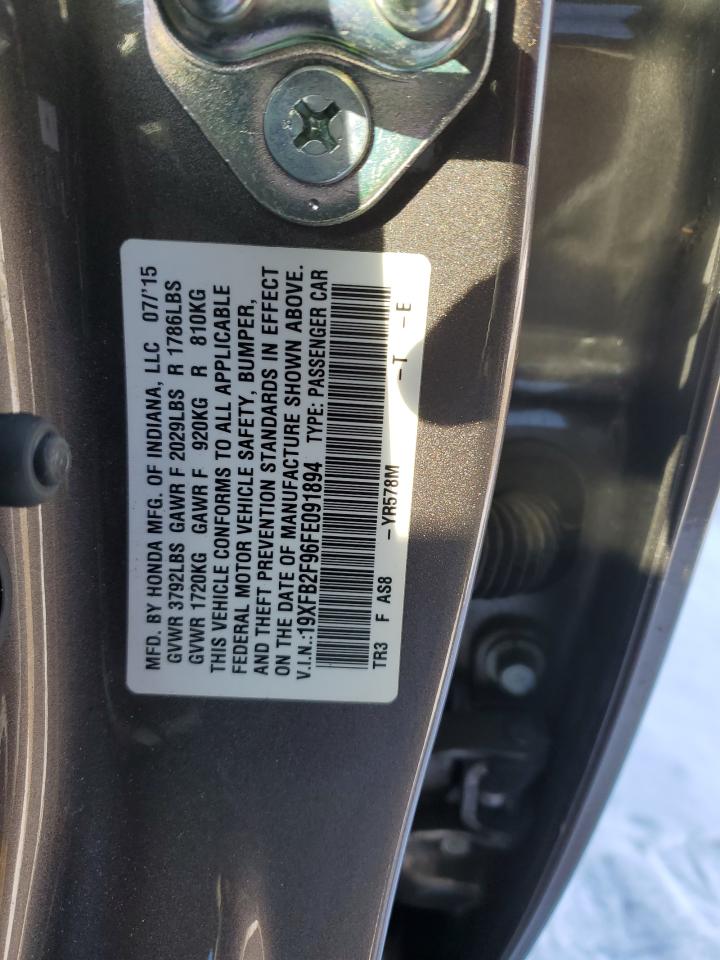 MFD. BY HONDA MFG. OF INDIANA, LLC 07/'15
GVWR 3792LBS GAWR F 2029LBS R 1786LBS
GVWR 1720KG GAWR F 920KG R 810KG
THIS VEHICLE CONFORMS TO ALL APPLICABLE
FEDERAL MOTOR VEHICLE SAFETY, BUMPER,
AND THEFT PREVENTION STANDARDS IN EFFECT
ON THE DATE OF MANUFACTURE SHOWN ABOVE.
V.I.N.:19XFB2F96FE091894 TYPE: PASSENGER CAR
TR3 F AS8 -YR578M -T -E